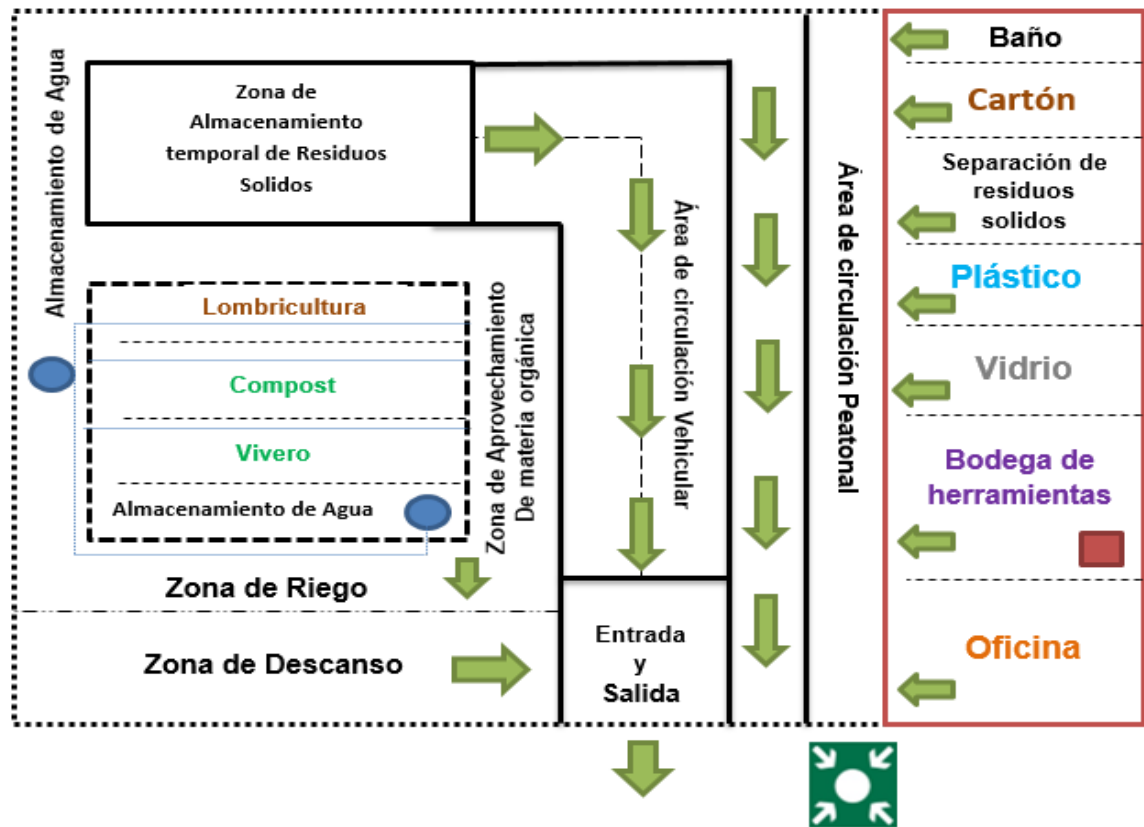 Almacenamiento de Agua
Zona de
Almacenamiento
temporal de Residuos
Solidos
Lombricultura
Compost
Vivero
Almacenamiento de Agua
Zona de Aprovechamiento
De materia orgánica
Zona de Riego
Zona de Descanso
Área de circulación Vehicular
Entrada
y
Salida
Área de circulación Peatonal
Baño
Cartón
Separación de
residuos
solidos
Plástico
Vidrio
Bodega de
herramientas
Oficina